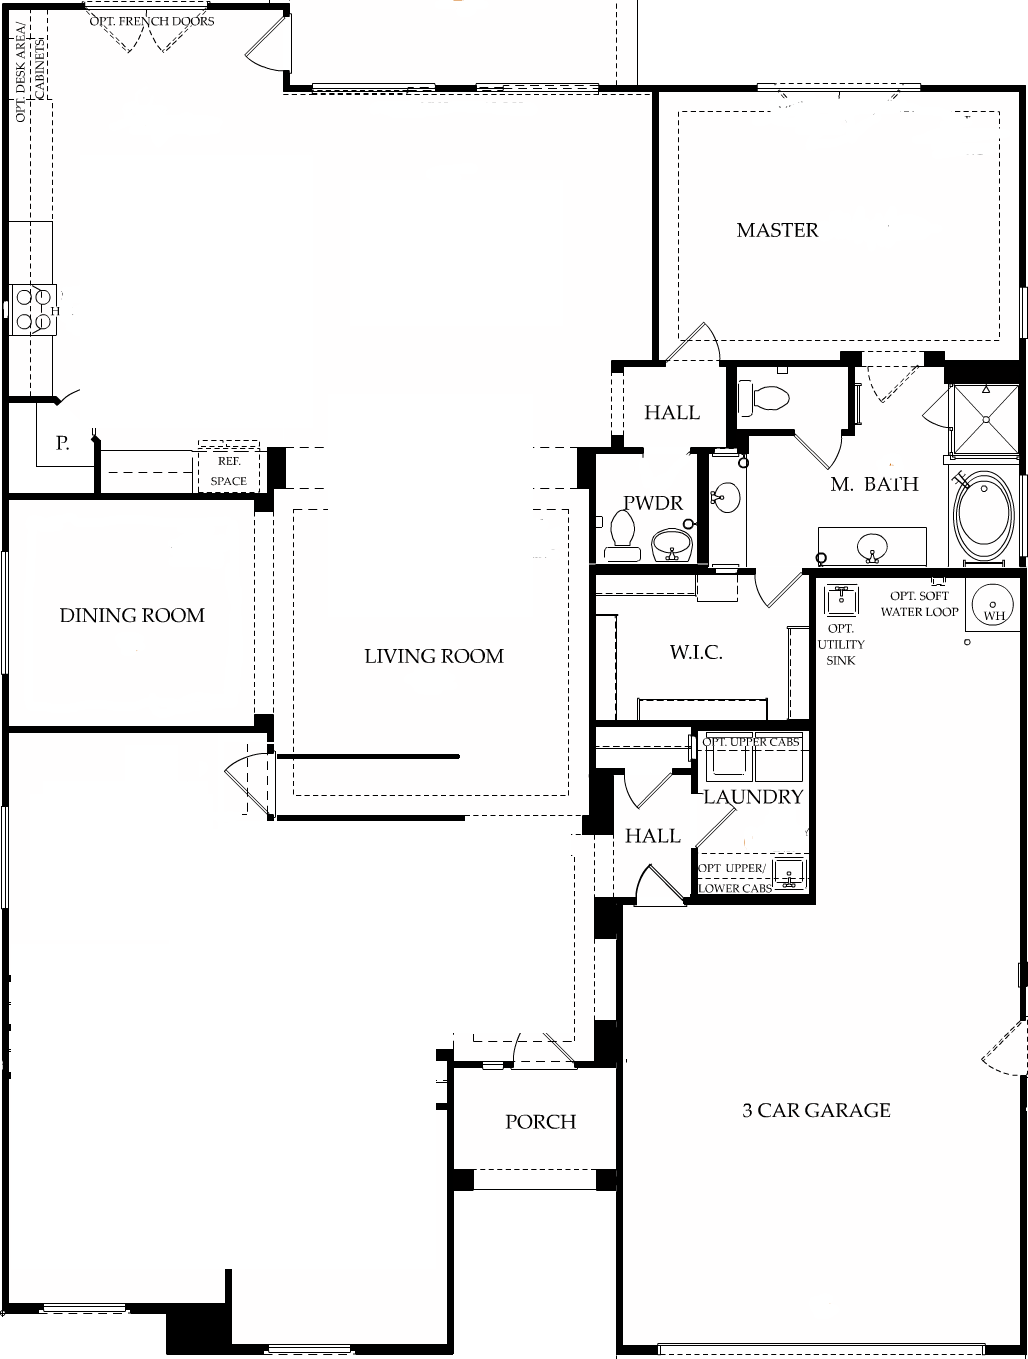 OPT. FRENCH DOORS
OPT. DESK AREA/
CABINETS
MASTER
H
HALL
P.
REF.
SPACE
M. BATH
PWDR
DINING ROOM
LIVING ROOM
W.I.C.
OPT.
UTILITY
SINK
OPT. SOFT
WATER LOOP
WH
OPT. UPPER CABS
LAUNDRY
HALL
OPT UPPER/
LOWER CABS
PORCH
3 CAR GARAGE